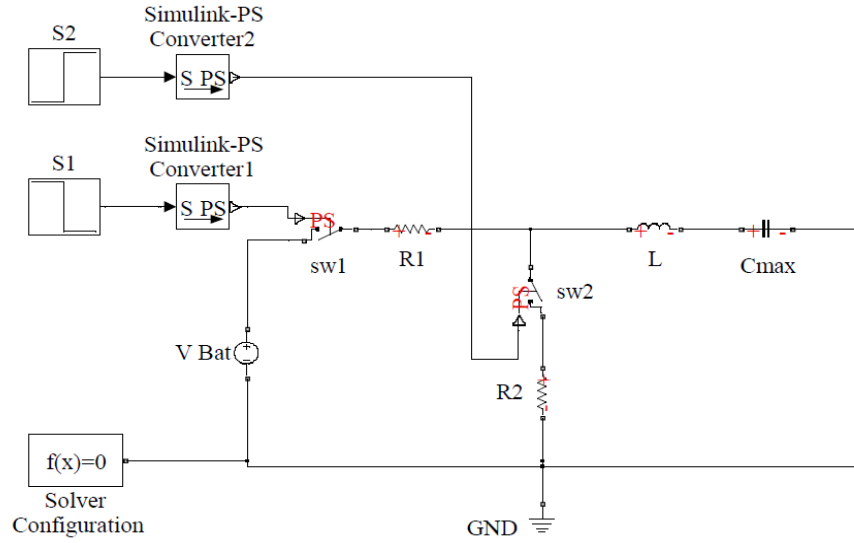 Simulink-PS
Converter2
S2
S PS
Simulink-PS
Converter1
S1
S PS
PS
sw1
+
-
R1
+
-
L
+
-
Cmax
PS
sw2
V Bat
+
-
R2
+
-
f(x)=0
Solver
Configuration
GND